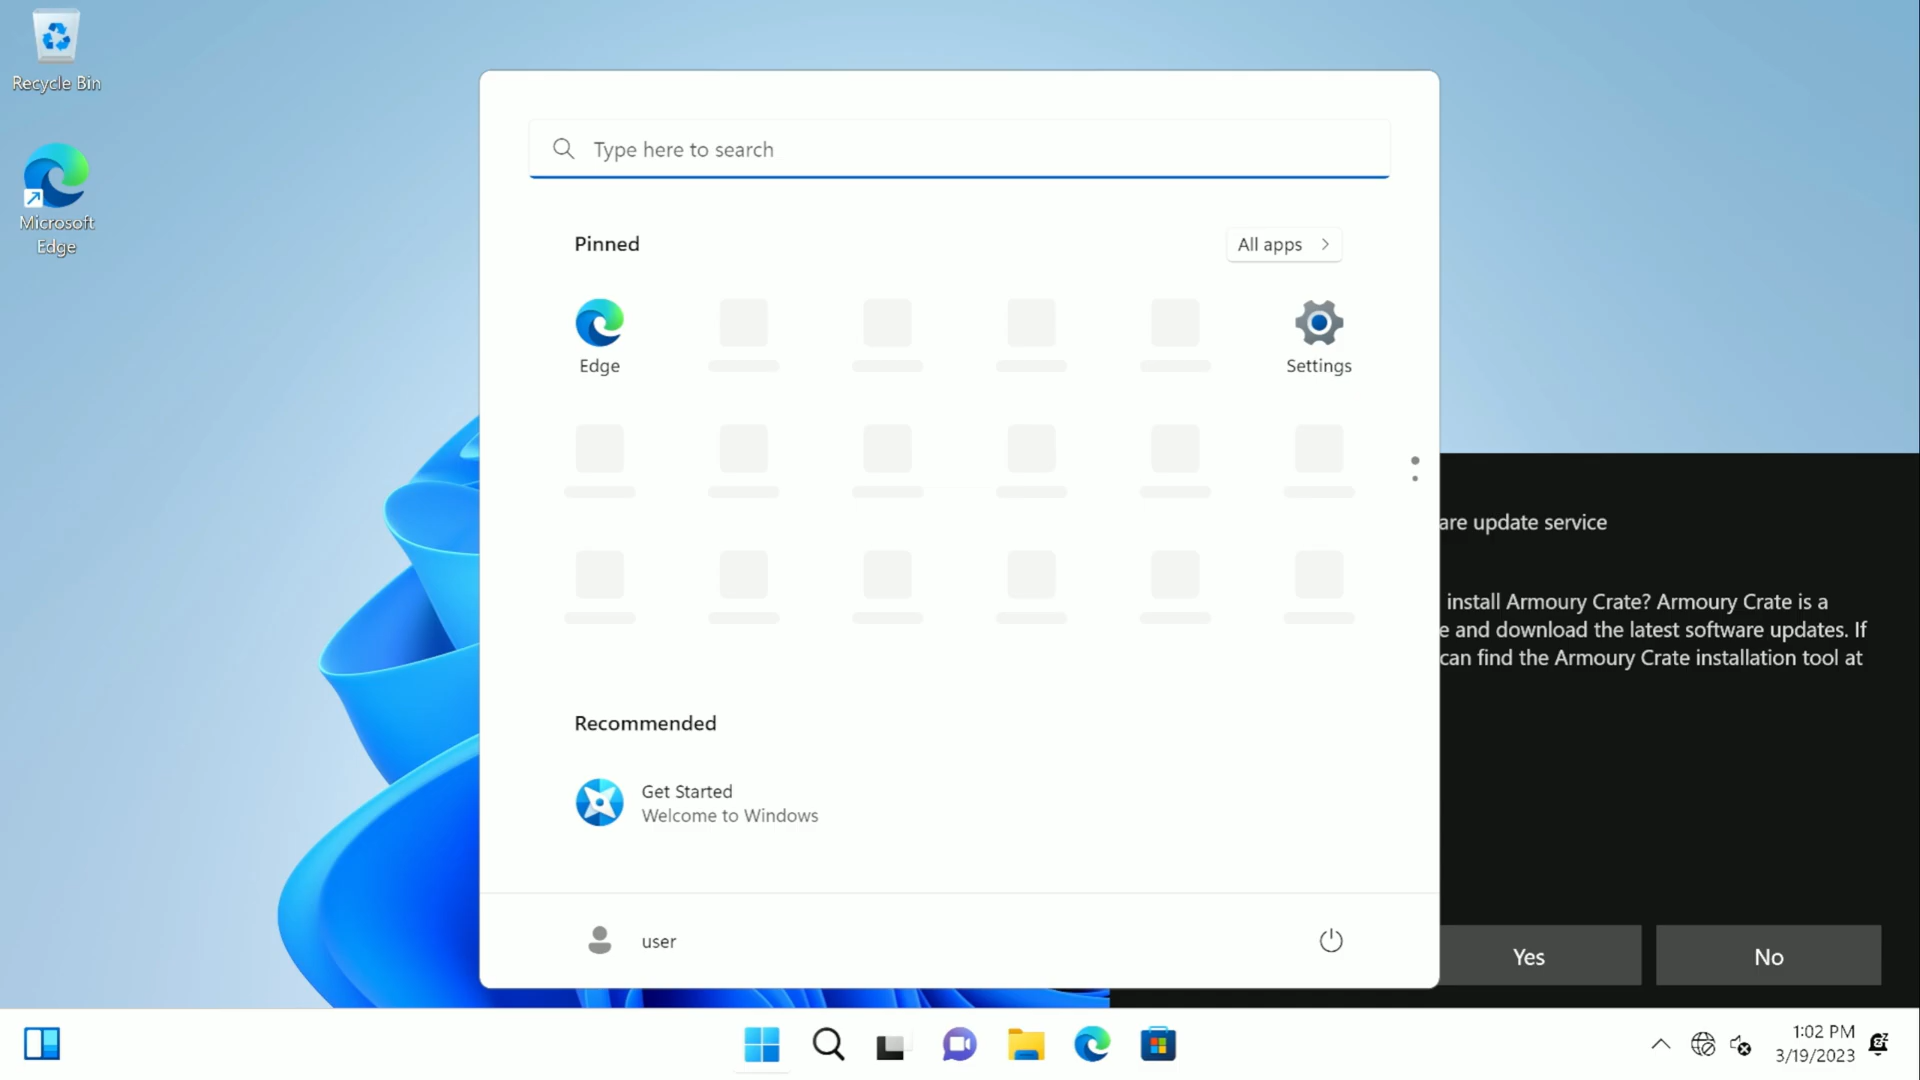 Recycle Bin
Microsoft
Edge
Type here to search
Pinned
All apps
Edge
Settings
Recommended
Get Started
Welcome to Windows
user
are update service
install Armoury Crate? Armoury Crate is a
e and download the latest software updates. If
can find the Armoury Crate installation tool at
Yes
No
1:02 PM
3/19/2023